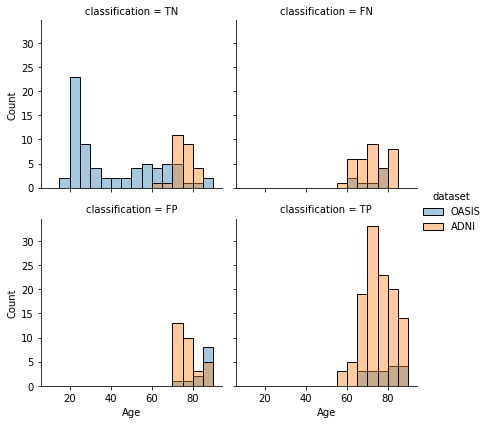 classification = TN
classification = FN
30
25
20
15
10
5
0
Count
classification = FP
classification = TP
30
25
20
15
10
5
0
Count
20
40
60
80
20
40
60
80
Age
Age
dataset
OASIS
ADNI